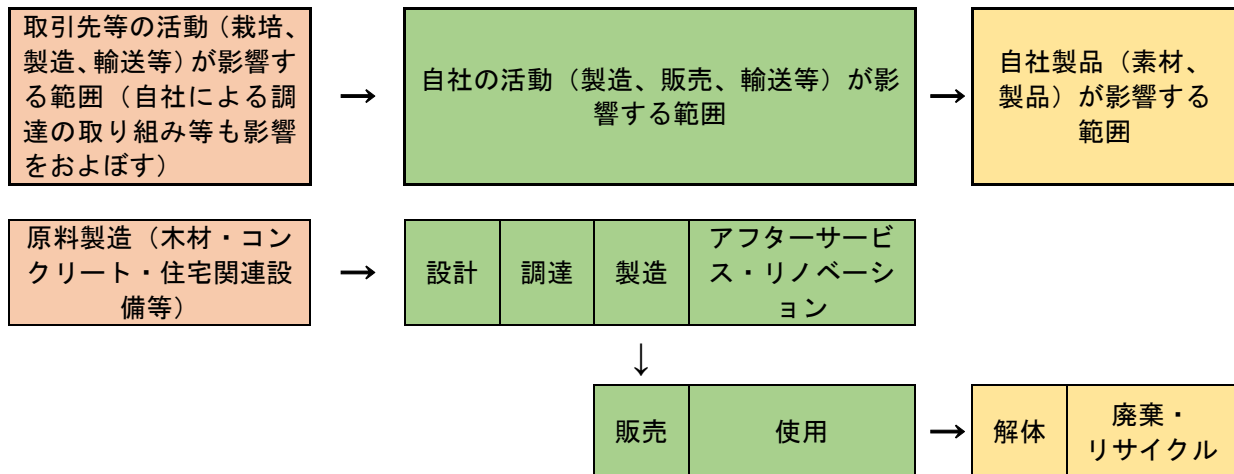 取引先等の活動（栽培、
製造、輸送等）が影響す
る範囲（自社による調
達の取り組み等も影響
をおよぼす）
→
自社の活動（製造、販売、輸送等）が影
響する範囲
→
自社製品（素材、
製品）が影響する
範囲
原料製造（木材・コン
クリート・住宅関連設
備等）
→
設計
調達
製造
アフターサービ
ス・リノベーシ
ョン
↓
販売
使用
→
解体
廃棄・
リサイクル